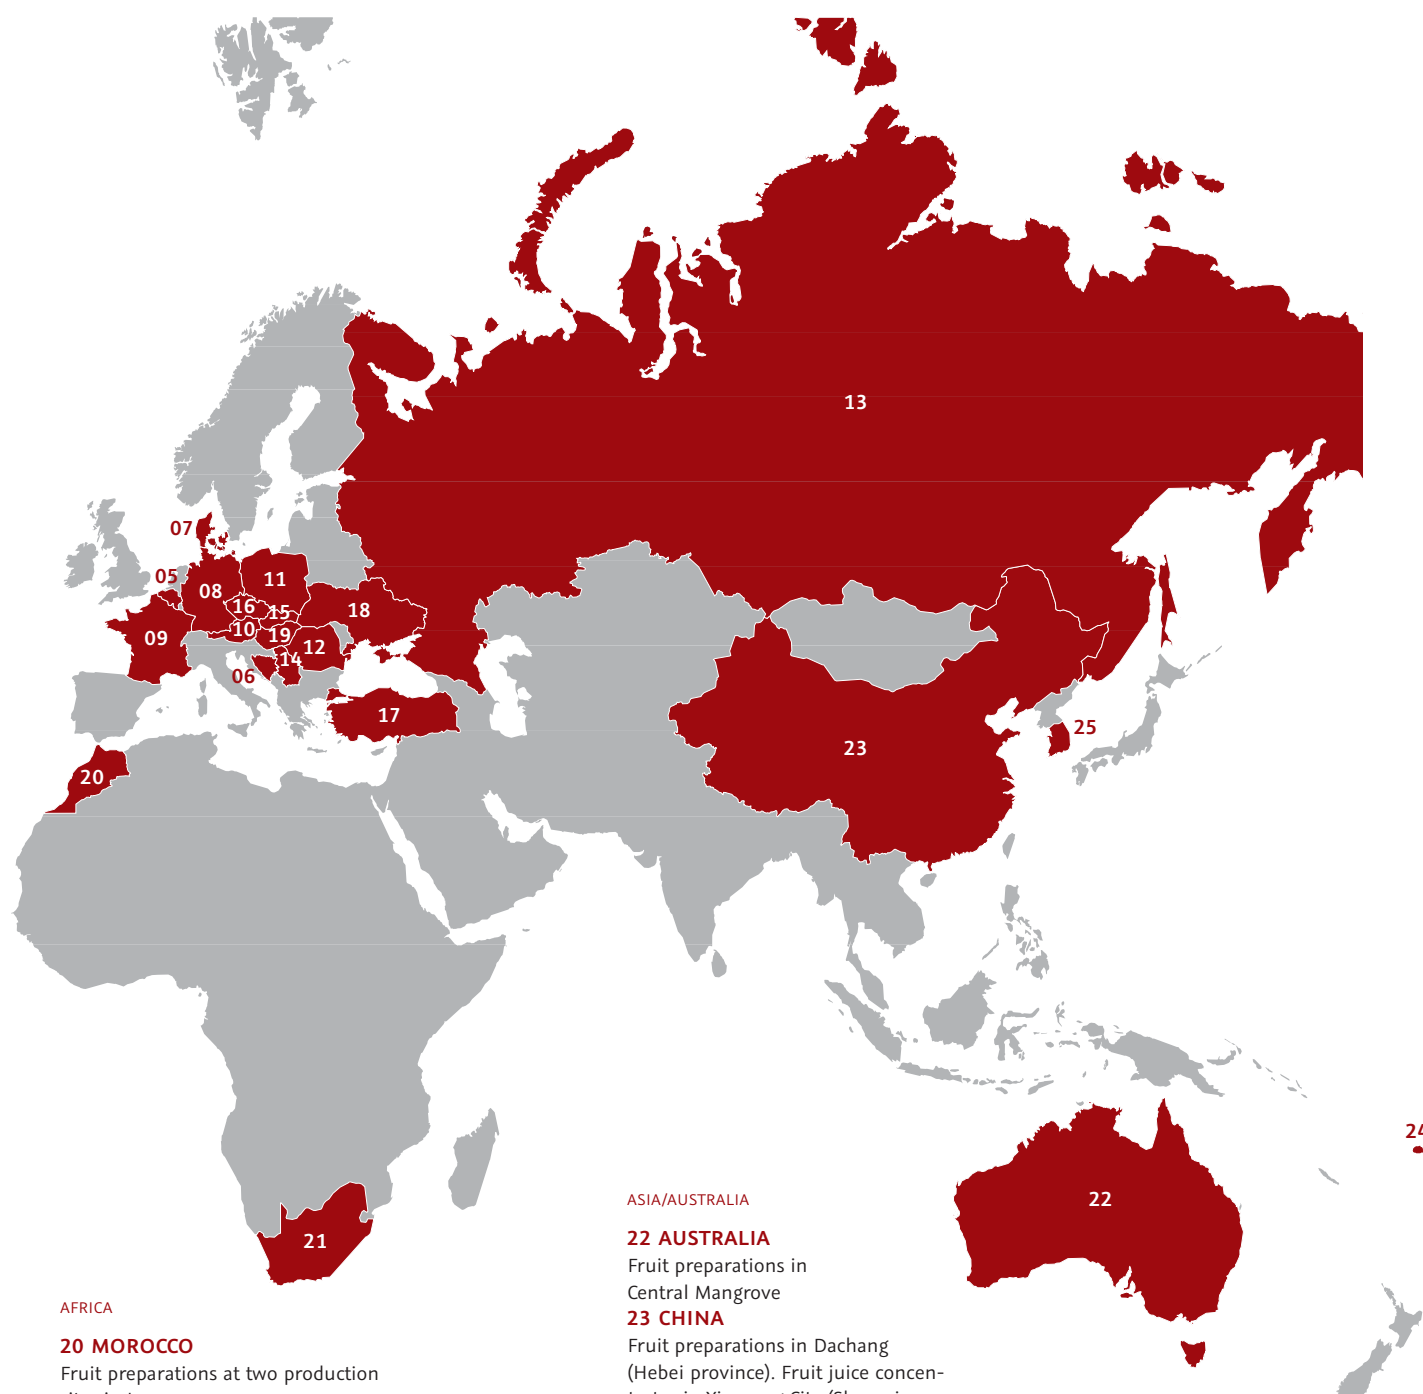 13
07
05
08
11
16
15
18
10
19
09
12
14
06
17
25
23
20
24
22
21
ASIA/AUSTRALIA
22 AUSTRALIA
Fruit preparations in
Central Mangrove
23 CHINA
Fruit preparations in Dachang
(Hebei province). Fruit juice concen-
AFRICA
20 MOROCCO
Fruit preparations at two production